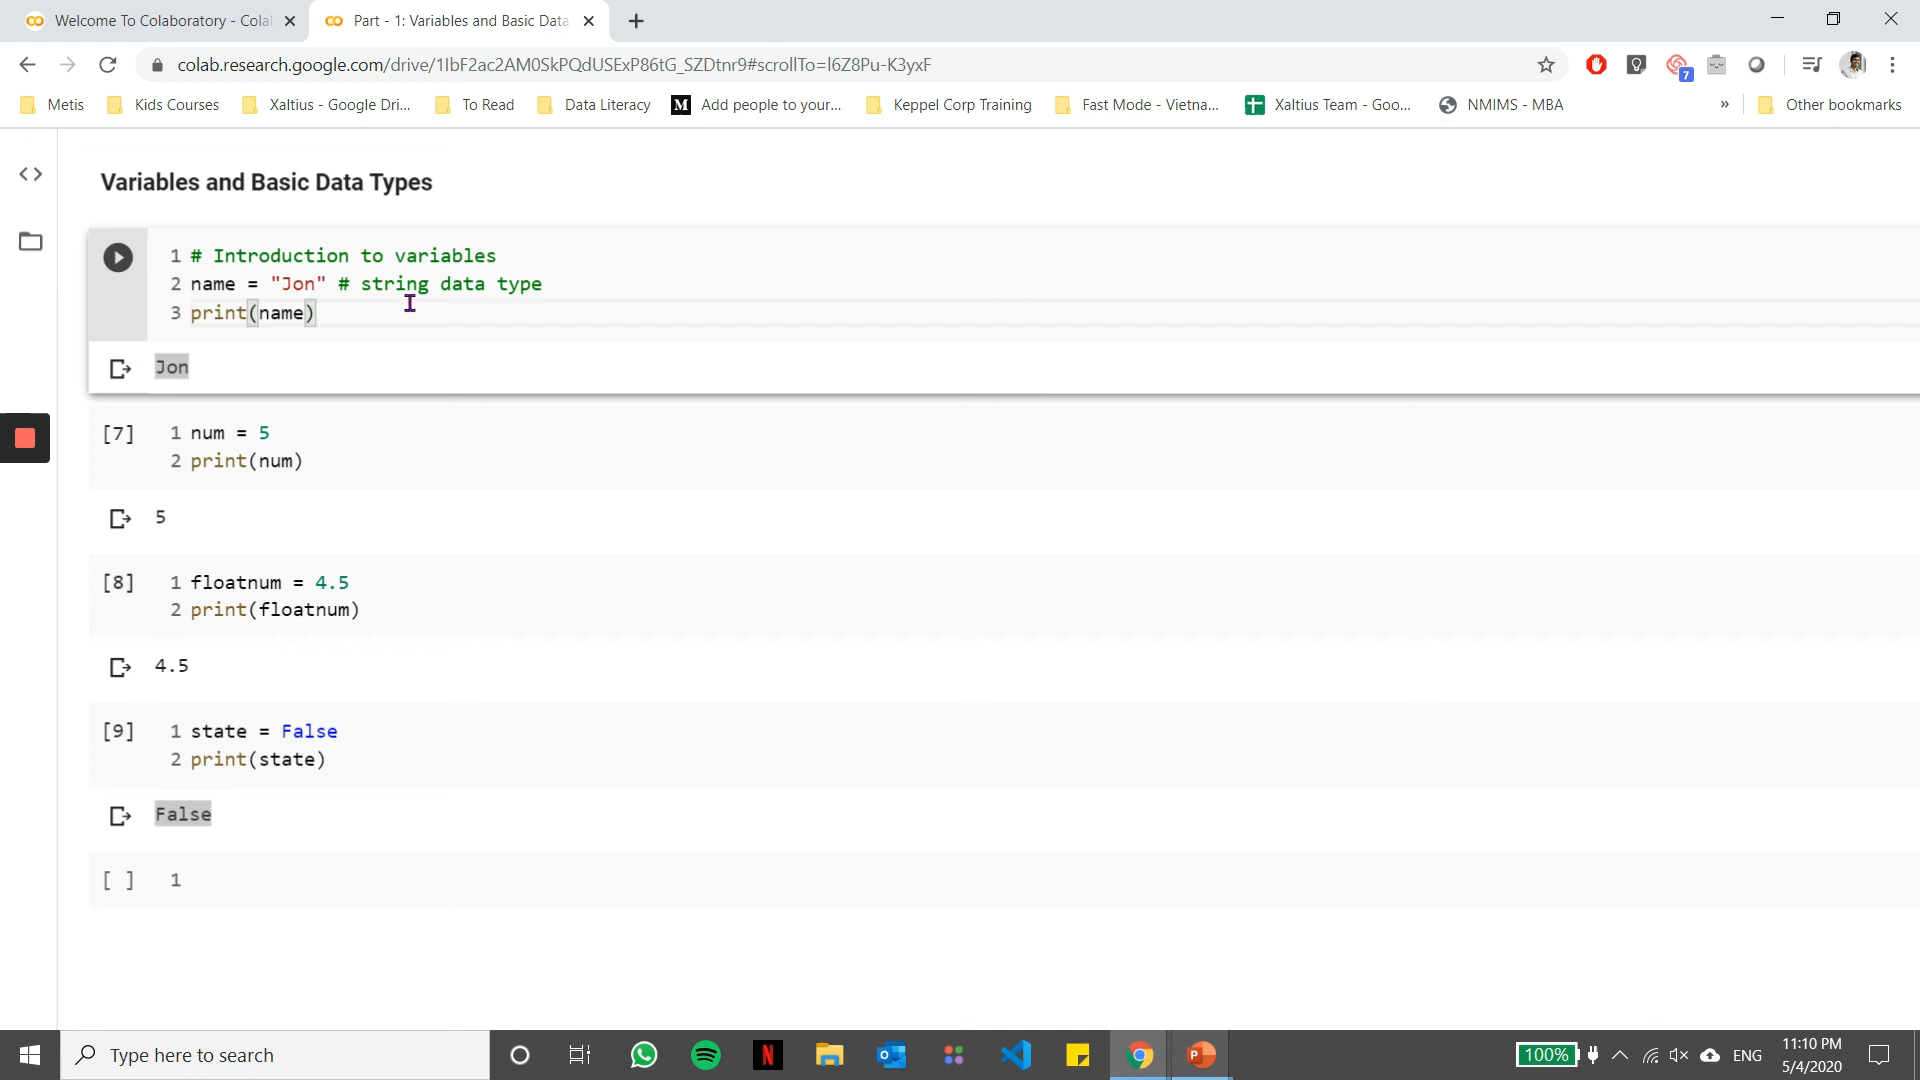 Welcome To Colaboratory - Cola
Part - 1: Variables and Basic Data
colab.research.google.com/drive/1IbF2ac2AM0SkPQdUSExP86tG_SZDtnr9#scrollTo=l6Z8Pu-K3yxF
7
Metis
Kids Courses
Xaltius - Google Dri...
To Read
Data Literacy
M
Add people to your...
Keppel Corp Training
Fast Mode - Vietna...
Xaltius Team - Goo...
NMIMS - MBA
»
Other bookmarks
Variables and Basic Data Types
1 # Introduction to variables
2 name = "Jon" # string data type
3 print(name)
Jon
[7] 1 num = 5
2 print(num)
5
[8] 1 floatnum = 4.5
2 print(floatnum)
4.5
[9] 1 state = False
2 print(state)
False
[ ] 1
Type here to search
100%
ENG
11:10 PM
5/4/2020